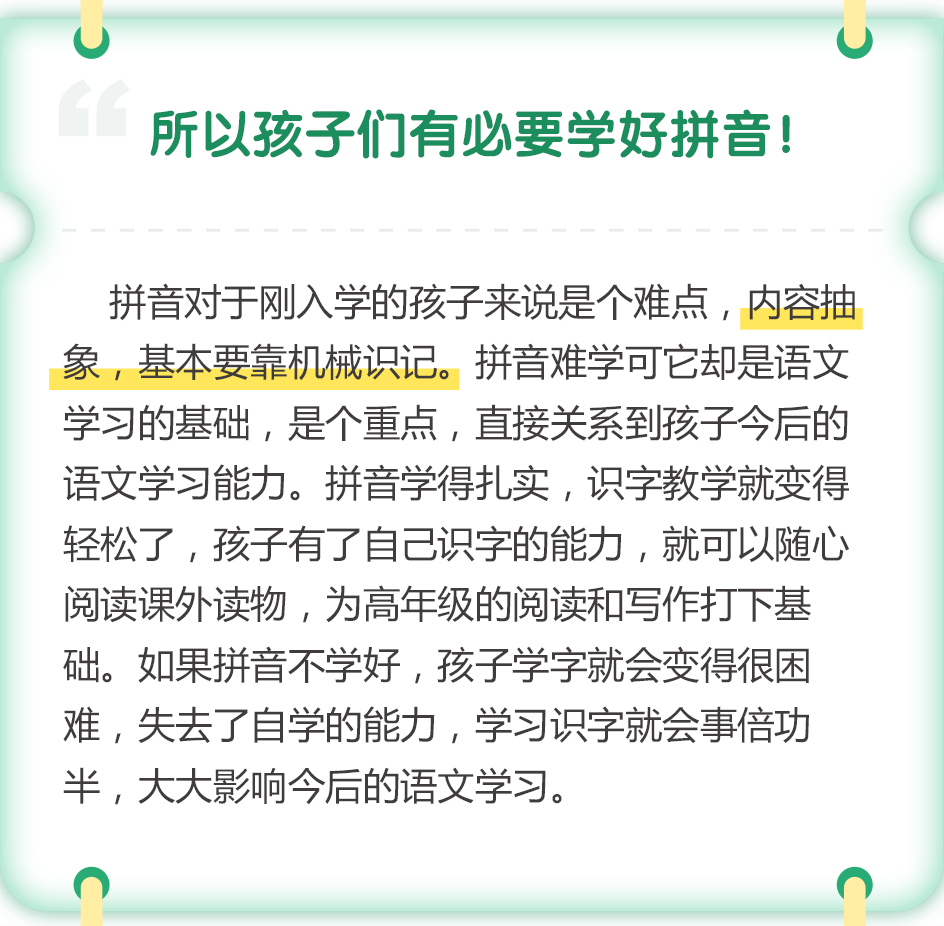 所以孩子们有必要学好拼音！
拼音对于刚入学的孩子来说是个难点，内容抽
象，基本要靠机械识记。拼音难学可它却是语文
学习的基础，是个重点，直接关系到孩子今后的
语文学习能力。拼音学得扎实，识字教学就变得
轻松了，孩子有了自己识字的能力，就可以随心
阅读课外读物，为高年级的阅读和写作打下基
础。如果拼音不学好，孩子学字就会变得很困
难，失去了自学的能力，学习识字就会事倍功
半，大大影响今后的语文学习。